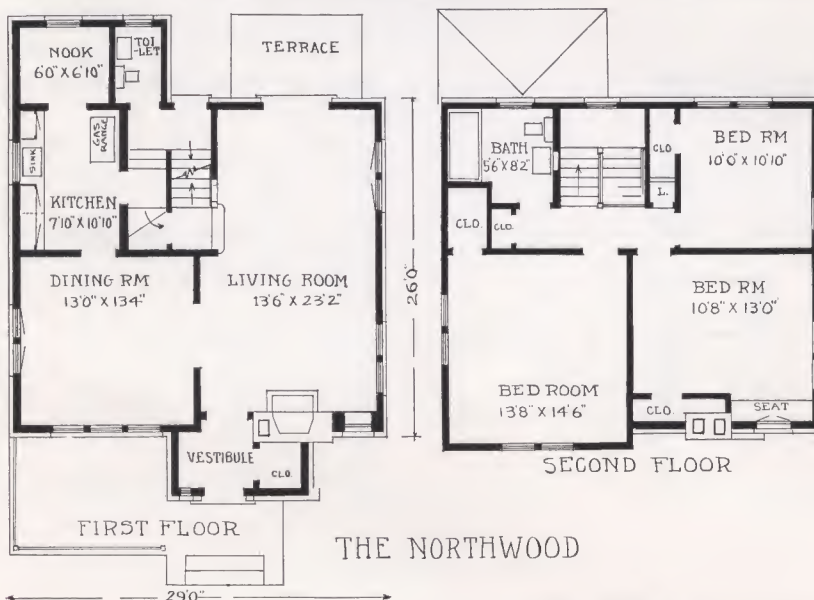 NOOK
6'0" X 6'10"
TOI
-LET
TERRACE
SINK
GAS
RANGE
KITCHEN
7'10" X 10'10"
DINING RM
13'0" X 13'4"
LIVING ROOM
13'6" X 23'2"
26'0"
VESTIBULE
CLO.
FIRST FLOOR
29'0"
BATH
5'6" X 8'2"
CLO.
CLO.
CLO.
L.
BED RM
10'0" X 10'10"
BED RM
10'8" X 13'0"
BED ROOM
13'8" X 14'6"
CLO.
SEAT
SECOND FLOOR
THE NORTHWOOD